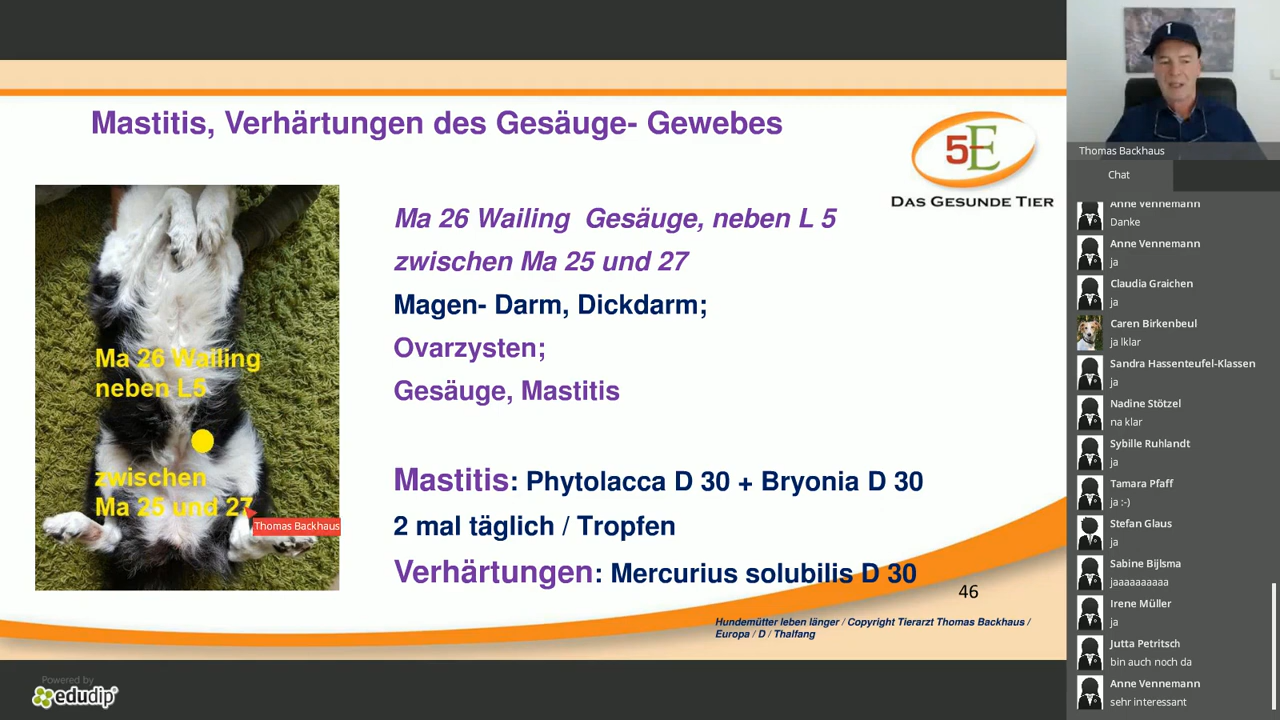 Mastitis, Verhärtungen des Gesäuge- Gewebes
5E
DAS GESUNDE TIER
Ma 26 Wailing Gesäuge, neben L 5
zwischen Ma 25 und 27
Magen- Darm, Dickdarm;
Ovarzysten;
Gesäuge, Mastitis
Mastitis: Phytolacca D 30 + Bryonia D 30
2 mal täglich / Tropfen
Verhärtungen: Mercurius solubilis D 30
46
Hundemütter leben länger / Copyright Tierarzt Thomas Backhaus /
Europa / D / Thalfang
Ma 26 Wailing
neben L5
zwischen
Ma 25 und 27
Thomas Backhaus
Powered by
edudip
T
Thomas Backhaus
Chat
Anne Vennemann
Danke
Anne Vennemann
ja
Claudia Graichen
ja
Caren Birkenbeul
ja lklar
Sandra Hassenteufel-Klassen
ja
Nadine Stötzel
na klar
Sybille Ruhlandt
ja
Tamara Pfaff
ja :-)
Stefan Glaus
ja
Sabine Bijlsma
jaaaaaaaaaa
Irene Müller
ja
Jutta Petritsch
bin auch noch da
Anne Vennemann
sehr interessant